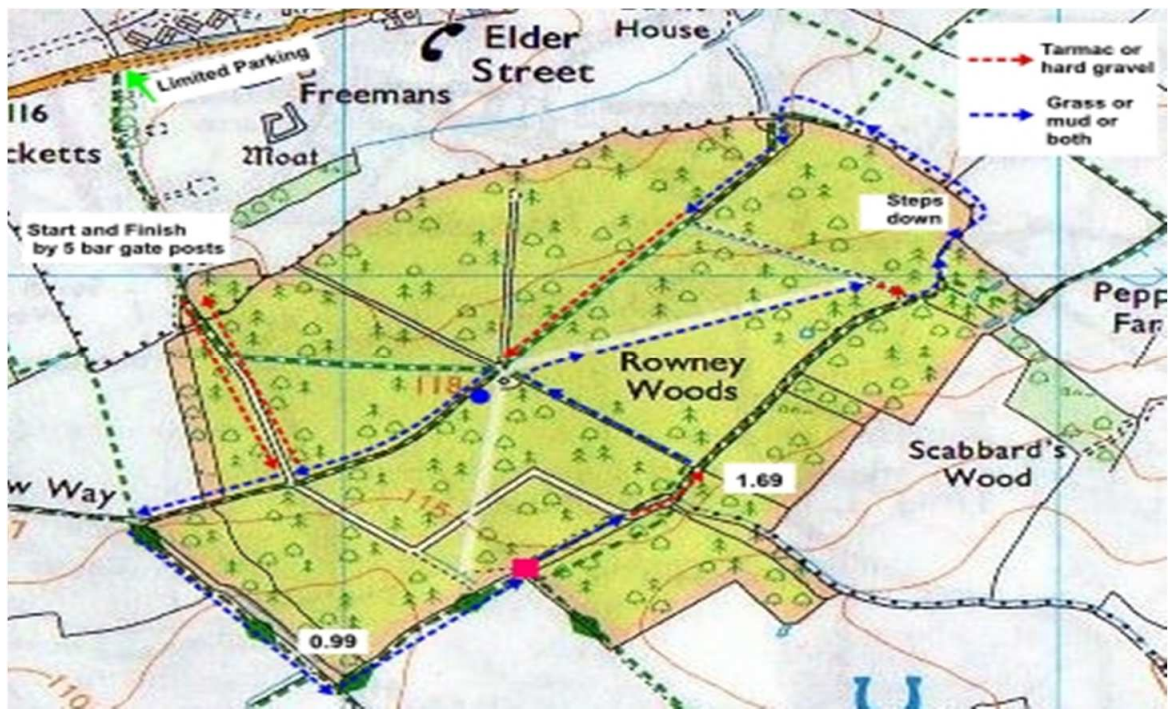 House
Elder
Street
Tarmac or
hard gravel
Limited Parking
Freemans
116
Grass or
mud or
both
cketts
Moat
Steps
down
Start and Finish
by 5 bar gate posts
Pepp
Far
Rowney
Woods
118
Scabbard's
Wood
1.69
w Way
115
7
0.99
110